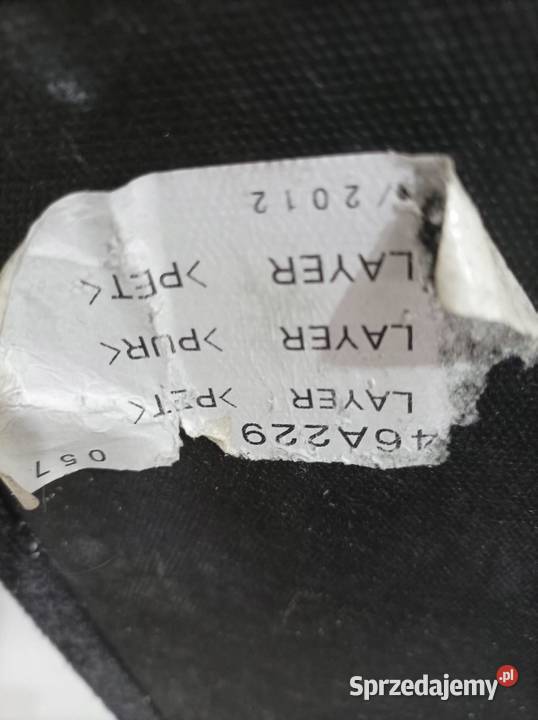 057
46A229
LAYER >PET<
LAYER >PUR<
LAYER >PET<
/2012
Sprzedajemy.pl